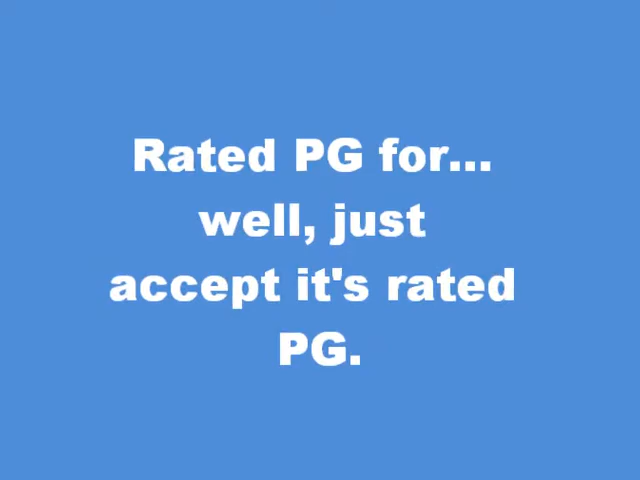 Rated PG for...
well, just
accept it's rated
PG.